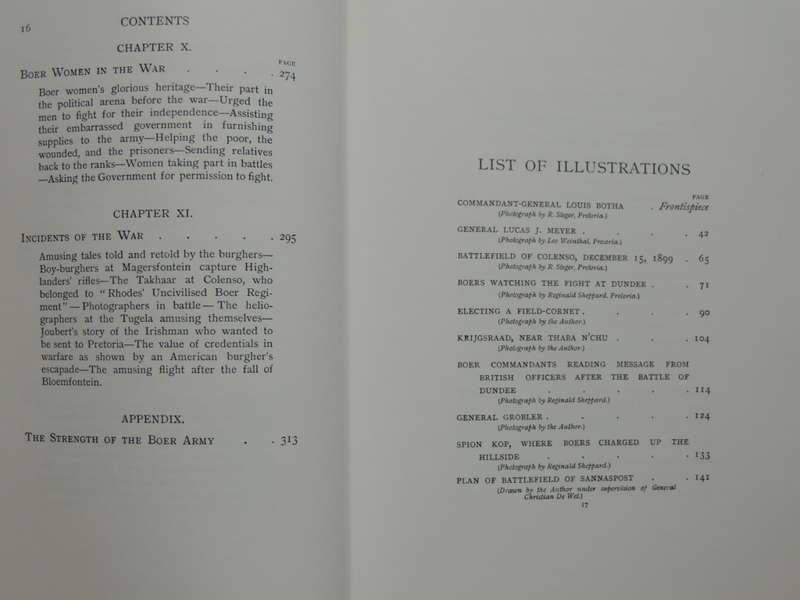 16
CONTENTS
CHAPTER X.
PAGE
BOER WOMEN IN THE WAR . . . . 274
Boer women's glorious heritage—Their part in
the political arena before the war—Urged the
men to fight for their independence—Assisting
their embarrassed government in furnishing
supplies to the army—Helping the poor, the
wounded, and the prisoners—Sending relatives
back to the ranks—Women taking part in battles
—Asking the Government for permission to fight.
CHAPTER XI.
INCIDENTS OF THE WAR . . . . . 295
Amusing tales told and retold by the burghers—
Boy-burghers at Magersfontein capture High-
landers' rifles—The Takhaar at Colenso, who
belonged to "Rhodes' Uncivilised Boer Regi-
ment"—Photographers in battle—The helio-
graphers at the Tugela amusing themselves—
Joubert's story of the Irishman who wanted to
be sent to Pretoria—The value of credentials in
warfare as shown by an American burgher's
escapade—The amusing flight after the fall of
Bloemfontein.
APPENDIX.
THE STRENGTH OF THE BOER ARMY . . 313
LIST OF ILLUSTRATIONS
PAGE
COMMANDANT-GENERAL LOUIS BOTHA . Frontispiece
(Photograph by R. Steger, Pretoria.)
GENERAL LUCAS J. MEYER . . . . 42
(Photograph by Leo Weinthal, Pretoria.)
BATTLEFIELD OF COLENSO, DECEMBER 15, 1899 . 65
(Photograph by R. Steger, Pretoria.)
BOERS WATCHING THE FIGHT AT DUNDEE . . 71
(Photograph by Reginald Sheppard, Pretoria.)
ELECTING A FIELD-CORNET . . . . 90
(Photograph by the Author.)
KRIJGSRAAD, NEAR THABA N'CHU . . . 104
(Photograph by the Author.)
BOER COMMANDANTS READING MESSAGE FROM
BRITISH OFFICERS AFTER THE BATTLE OF
DUNDEE . . . . . 114
(Photograph by Reginald Sheppard.)
GENERAL GROBLER . . . . . 124
(Photograph by the Author.)
SPION KOP, WHERE BOERS CHARGED UP THE
HILLSIDE . . . . . 133
(Photograph by Reginald Sheppard.)
PLAN OF BATTLEFIELD OF SANNASPOST . . 141
(Drawn by the Author under supervision of General
Christian De Wet.)
17